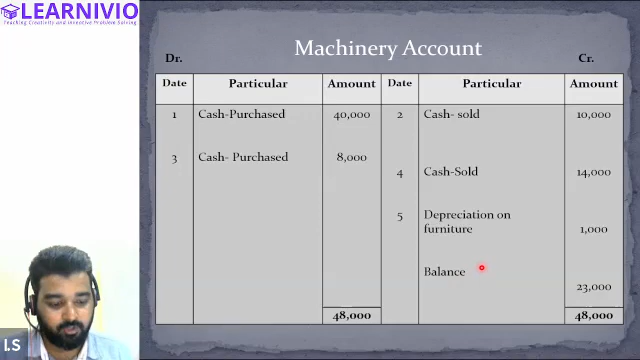 LEARNIVIO
Teaching Creativity and Inventive Problem Solving
Machinery Account
Dr.
Cr.
Date Particular Amount Date Particular Amount
1 Cash-Purchased 40,000 2 Cash- sold 10,000
3 Cash- Purchased 8,000
4 Cash-Sold 14,000
5 Depreciation on
furniture 1,000
Balance
23,000
48,000 48,000
I.S